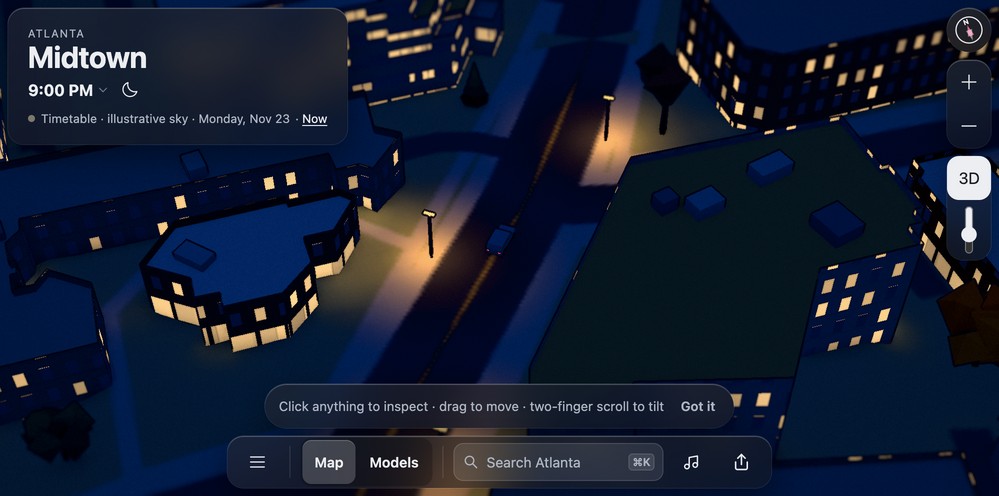 ATLANTA
Midtown
9:00 PM
Timetable · illustrative sky · Monday, Nov 23 · Now
N
+
−
3D
Click anything to inspect · drag to move · two-finger scroll to tilt Got it
Map Models Search Atlanta ⌘K